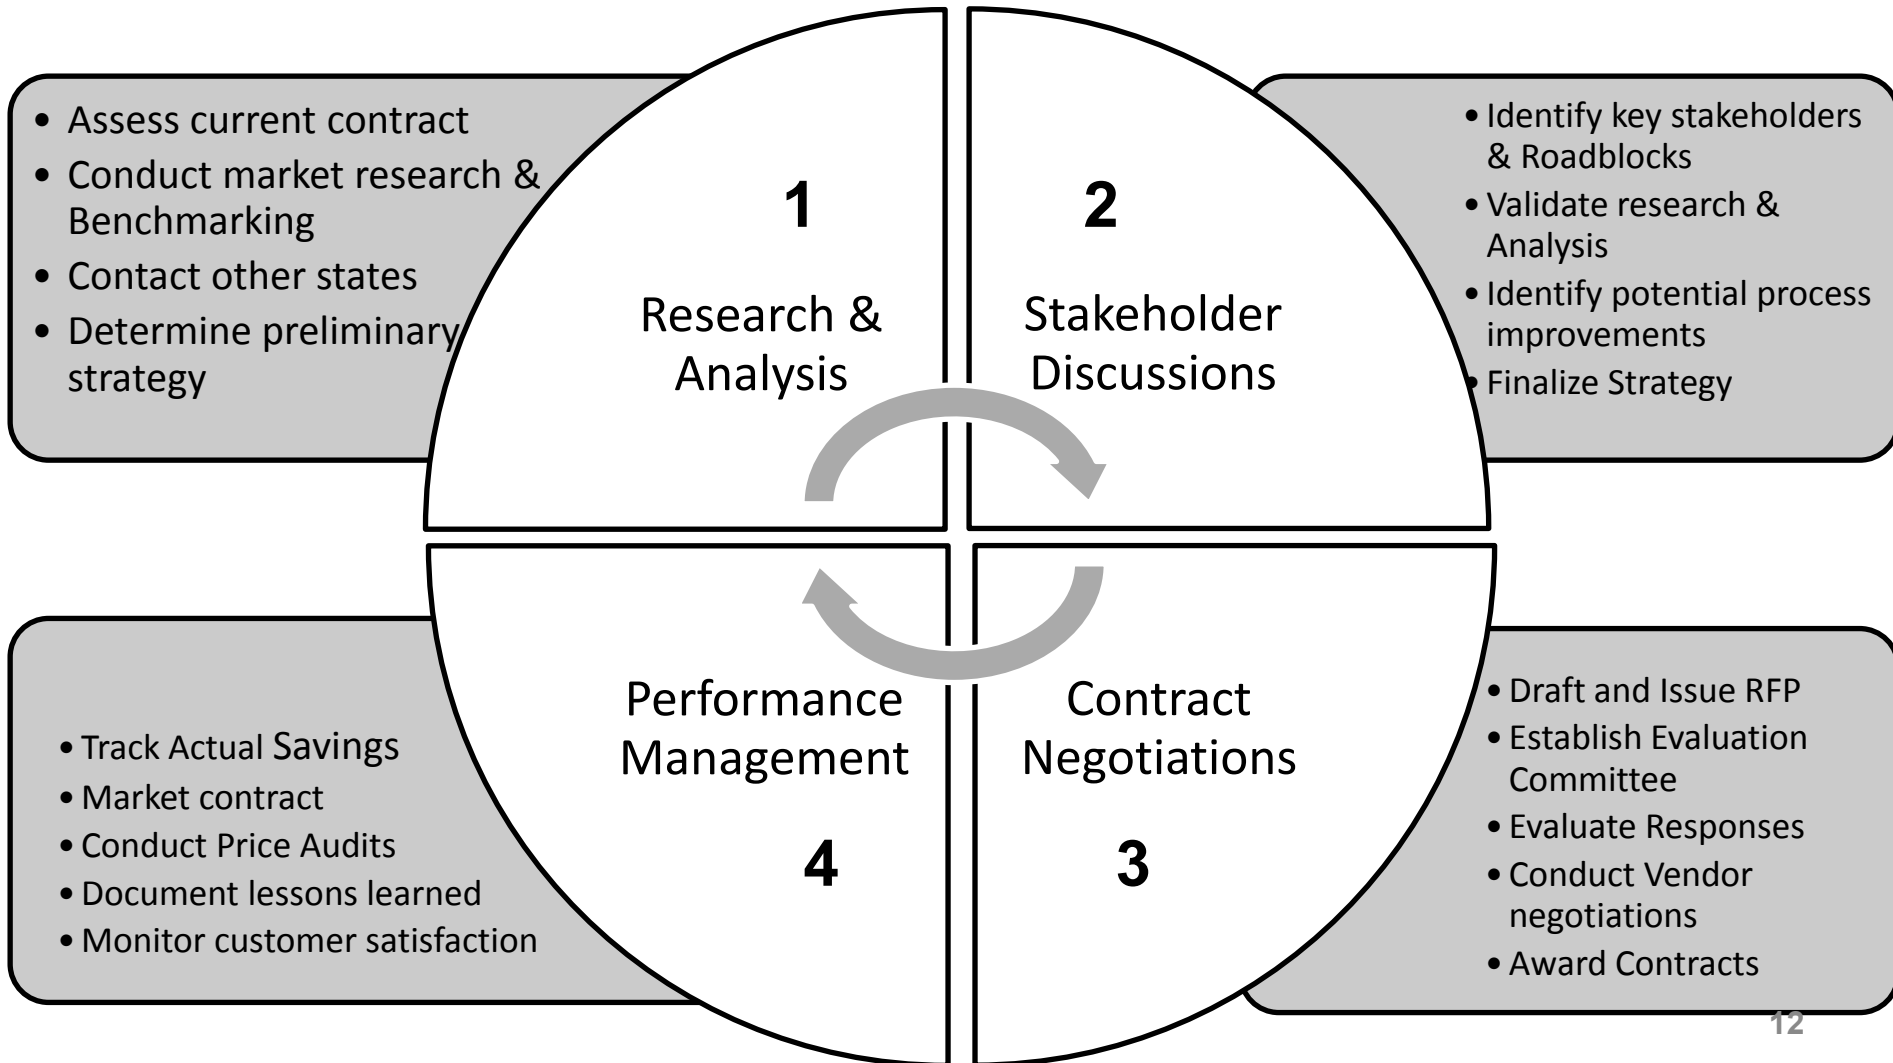 • Assess current contract
• Conduct market research &
Benchmarking
• Contact other states
• Determine preliminary
strategy
1
Research &
Analysis
2
Stakeholder
Discussions
• Identify key stakeholders
& Roadblocks
• Validate research &
Analysis
• Identify potential process
improvements
• Finalize Strategy
• Track Actual Savings
• Market contract
• Conduct Price Audits
• Document lessons learned
• Monitor customer satisfaction
Performance
Management
4
Contract
Negotiations
3
• Draft and Issue RFP
• Establish Evaluation
Committee
• Evaluate Responses
• Conduct Vendor
negotiations
• Award Contracts
12